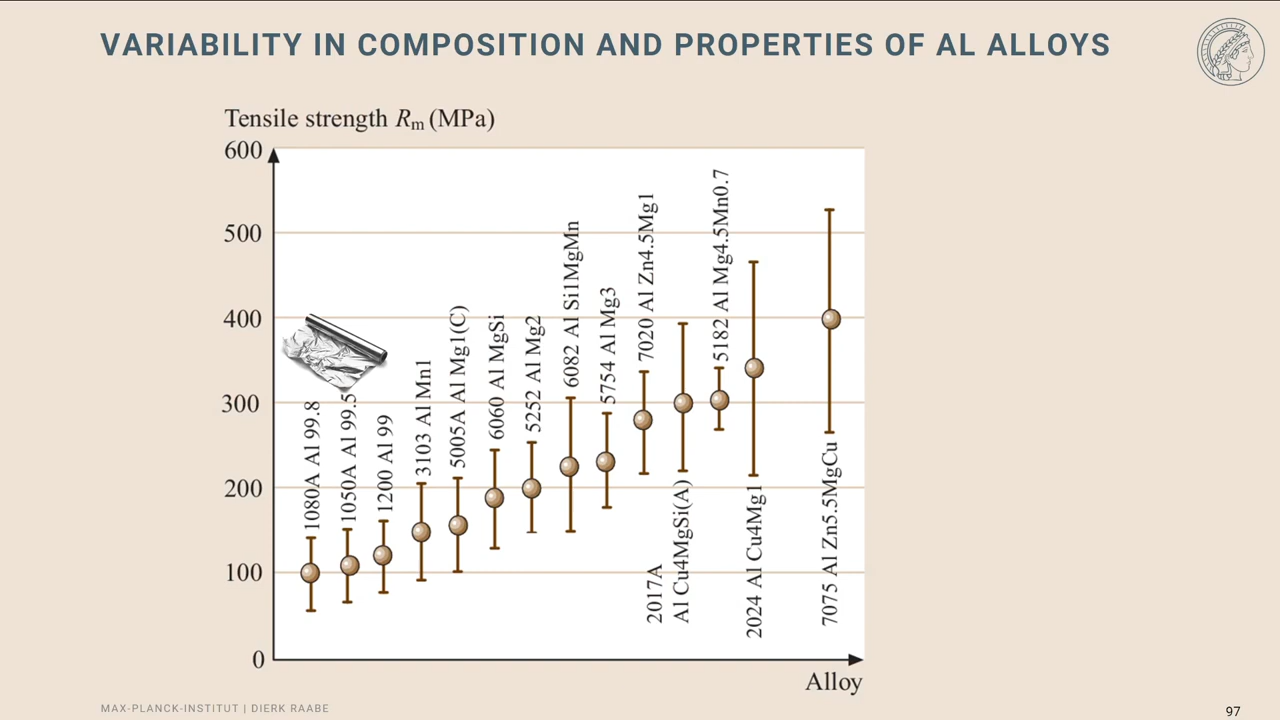 VARIABILITY IN COMPOSITION AND PROPERTIES OF AL ALLOYS
Tensile strength Rm (MPa)
600
500
400
300
200
100
0
1080A Al 99.8
1050A Al 99.5
1200 Al 99
3103 Al Mn1
5005A Al Mg1(C)
6060 Al MgSi
5252 Al Mg2
6082 Al Si1MgMn
5754 Al Mg3
7020 Al Zn4.5Mg1
2017A
Al Cu4MgSi(A)
5182 Al Mg4.5Mn0.7
2024 Al Cu4Mg1
7075 Al Zn5.5MgCu
Alloy
MAX-PLANCK-INSTITUT | DIERK RAABE
97